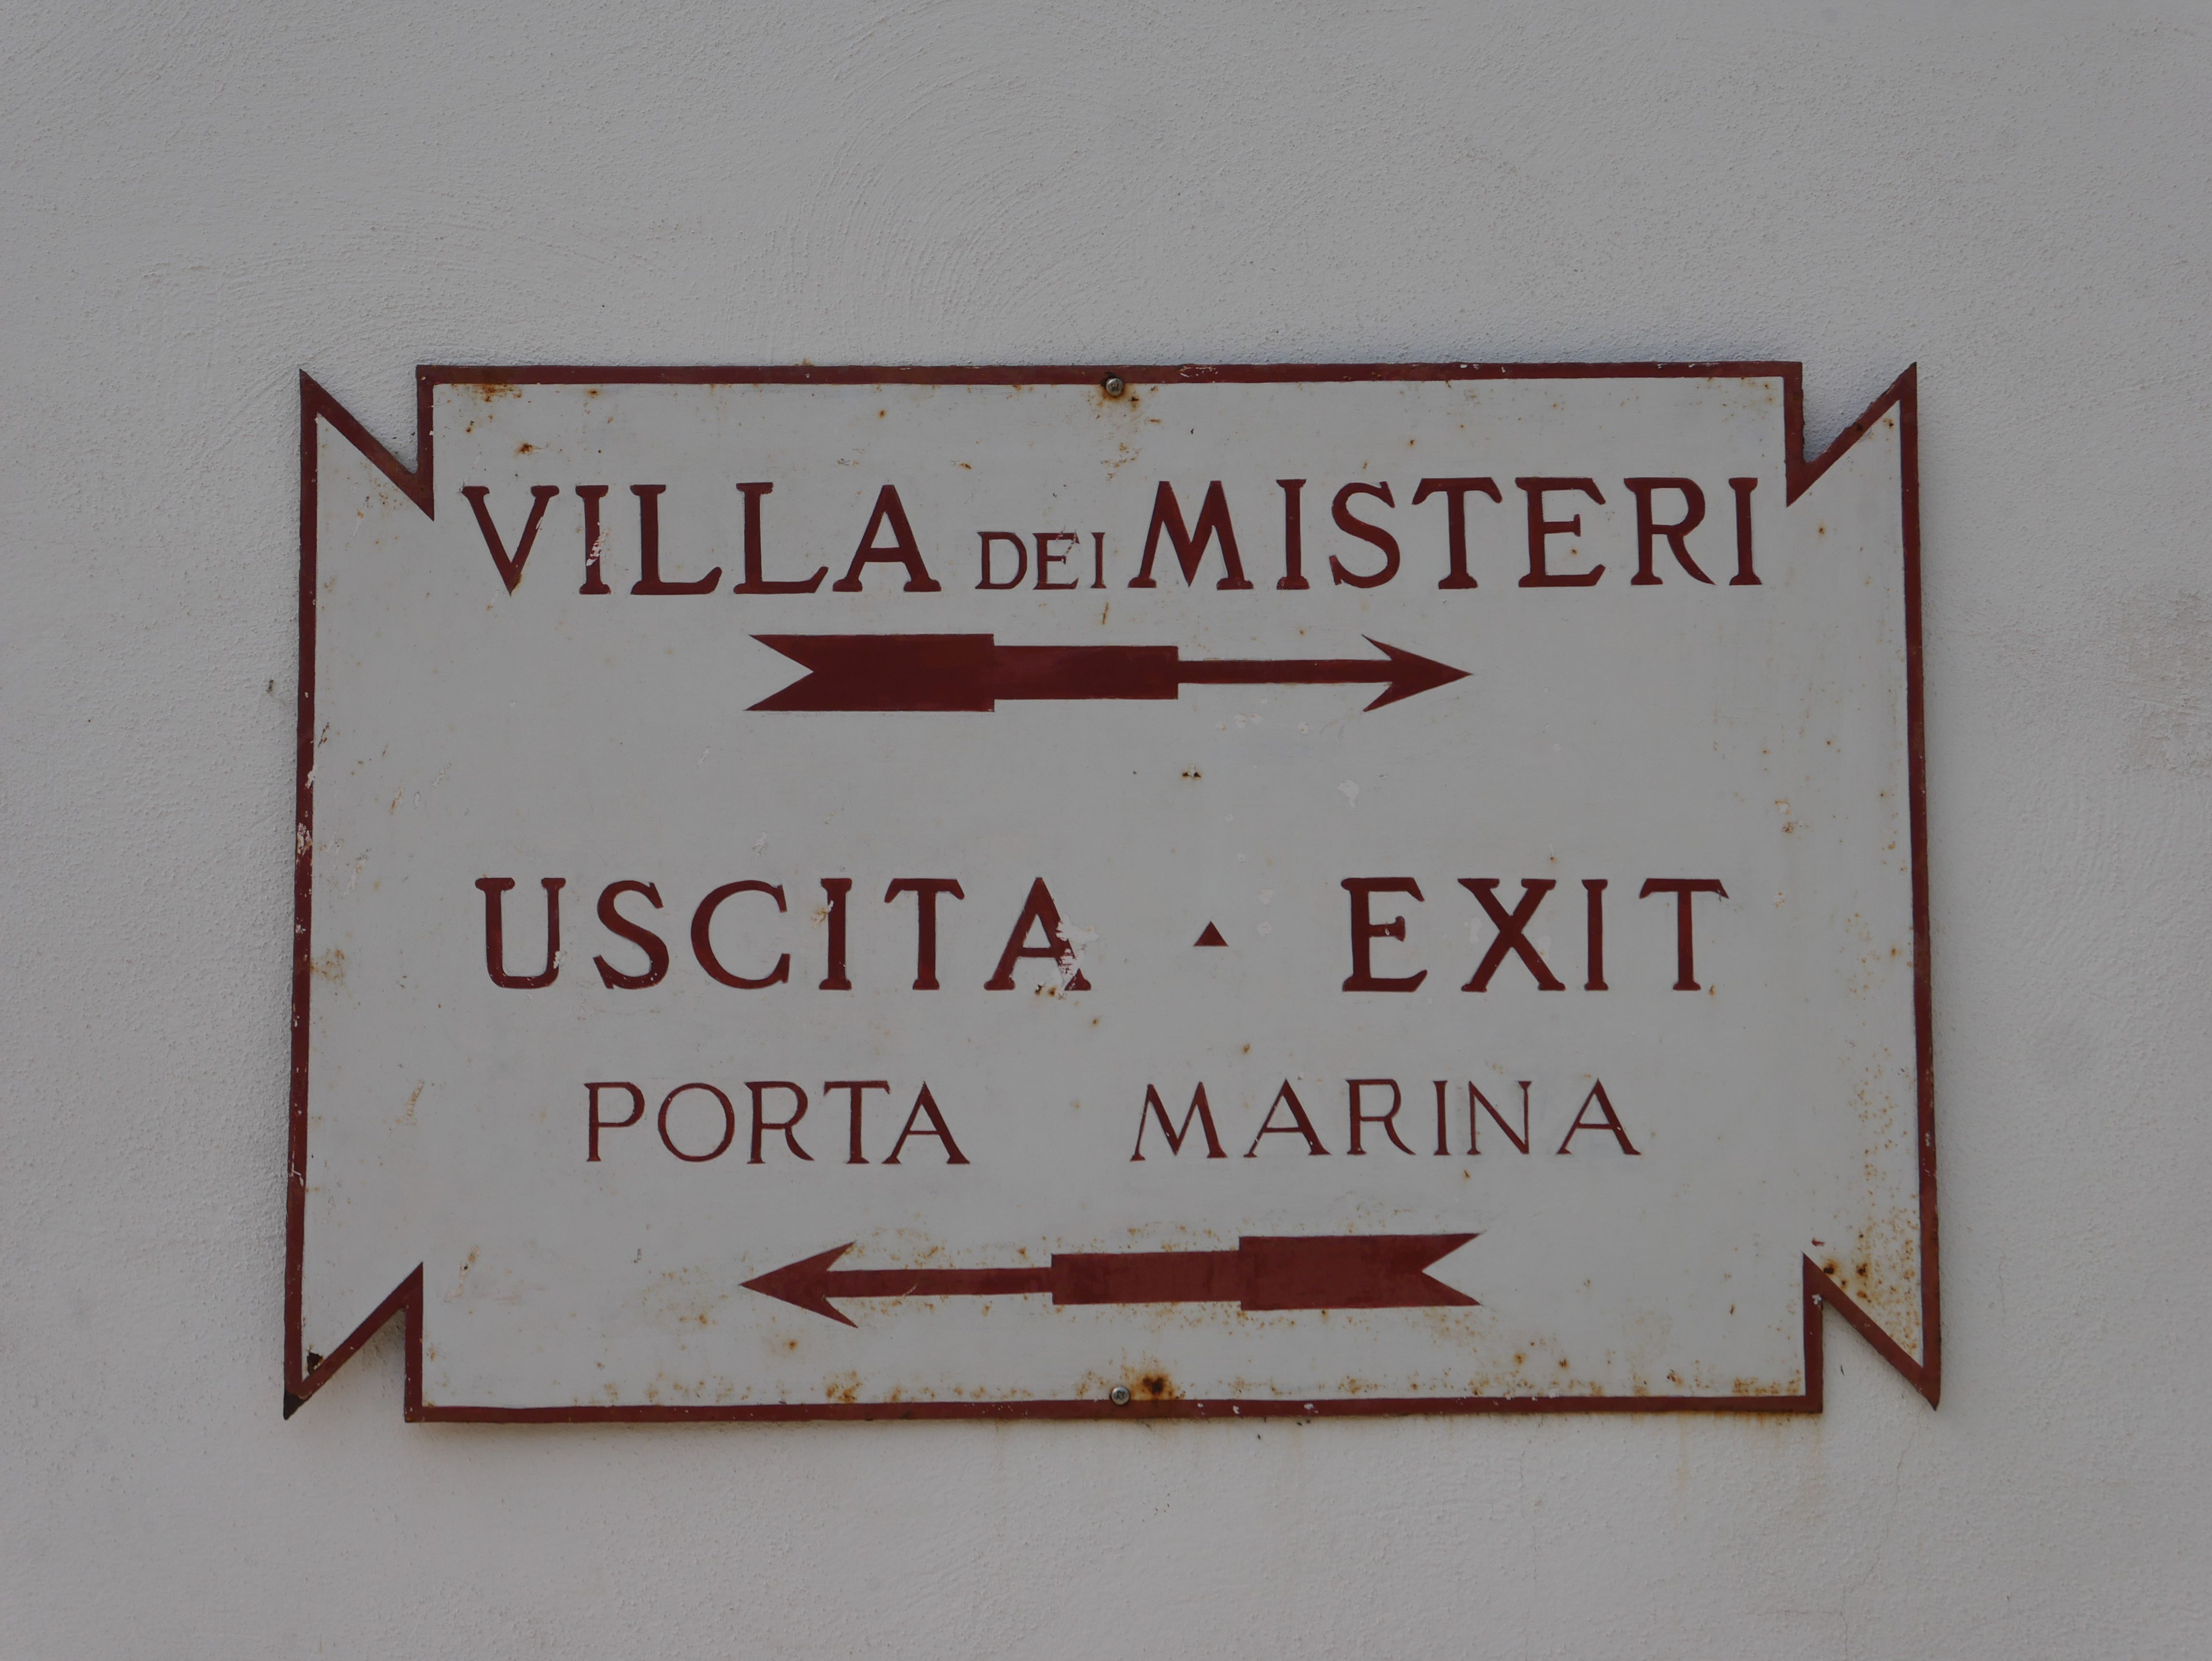 VILLA DEI MISTERI
USCITA ▴ EXIT
PORTA MARINA